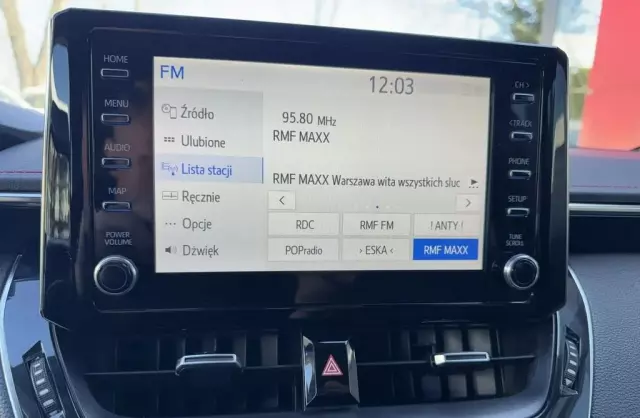 HOME
MENU
AUDIO
MAP
POWER
VOLUME
FM
12:03
Źródło
Ulubione
Lista stacji
Ręcznie
Opcje
Dźwięk
95.80 MHz
RMF MAXX
RMF MAXX Warszawa wita wszystkich sluc ...
RDC
RMF FM
! ANTY !
POPradio
› ESKA ‹
RMF MAXX
CH >
< TRACK
PHONE
SETUP
TUNE
SCROLL